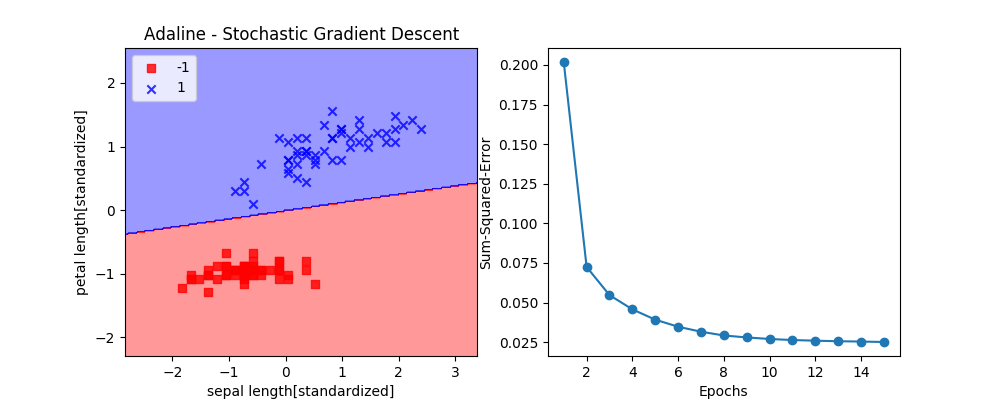 Adaline - Stochastic Gradient Descent
-1
1
2
1
0
−1
−2
petal length[standardized]
−2 −1 0 1 2 3
sepal length[standardized]
0.200
0.175
0.150
0.125
0.100
0.075
0.050
0.025
Sum-Squared-Error
2 4 6 8 10 12 14
Epochs